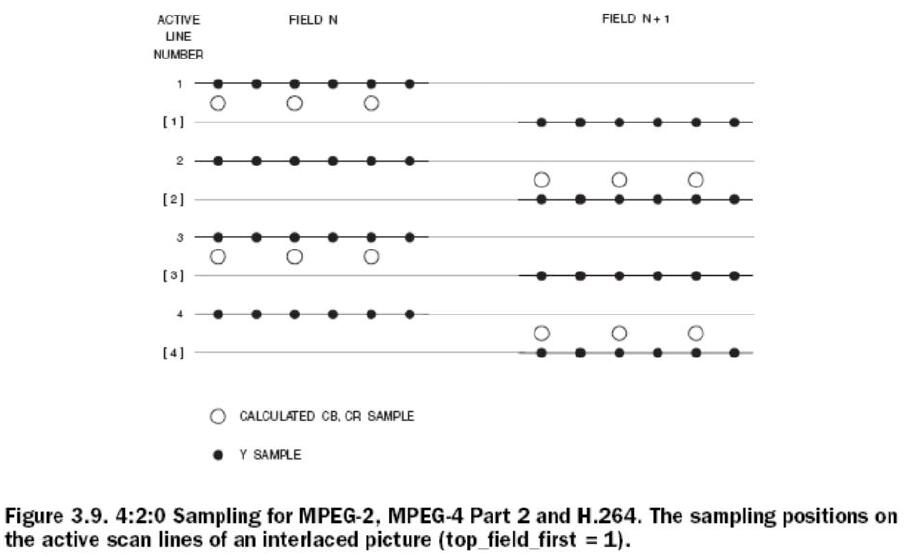 ACTIVE
LINE
NUMBER
FIELD N
FIELD N + 1
1
[ 1 ]
2
[ 2 ]
3
[ 3 ]
4
[ 4 ]
CALCULATED CB, CR SAMPLE
Y SAMPLE
Figure 3.9. 4:2:0 Sampling for MPEG-2, MPEG-4 Part 2 and H.264. The sampling positions on
the active scan lines of an interlaced picture (top_field_first = 1).